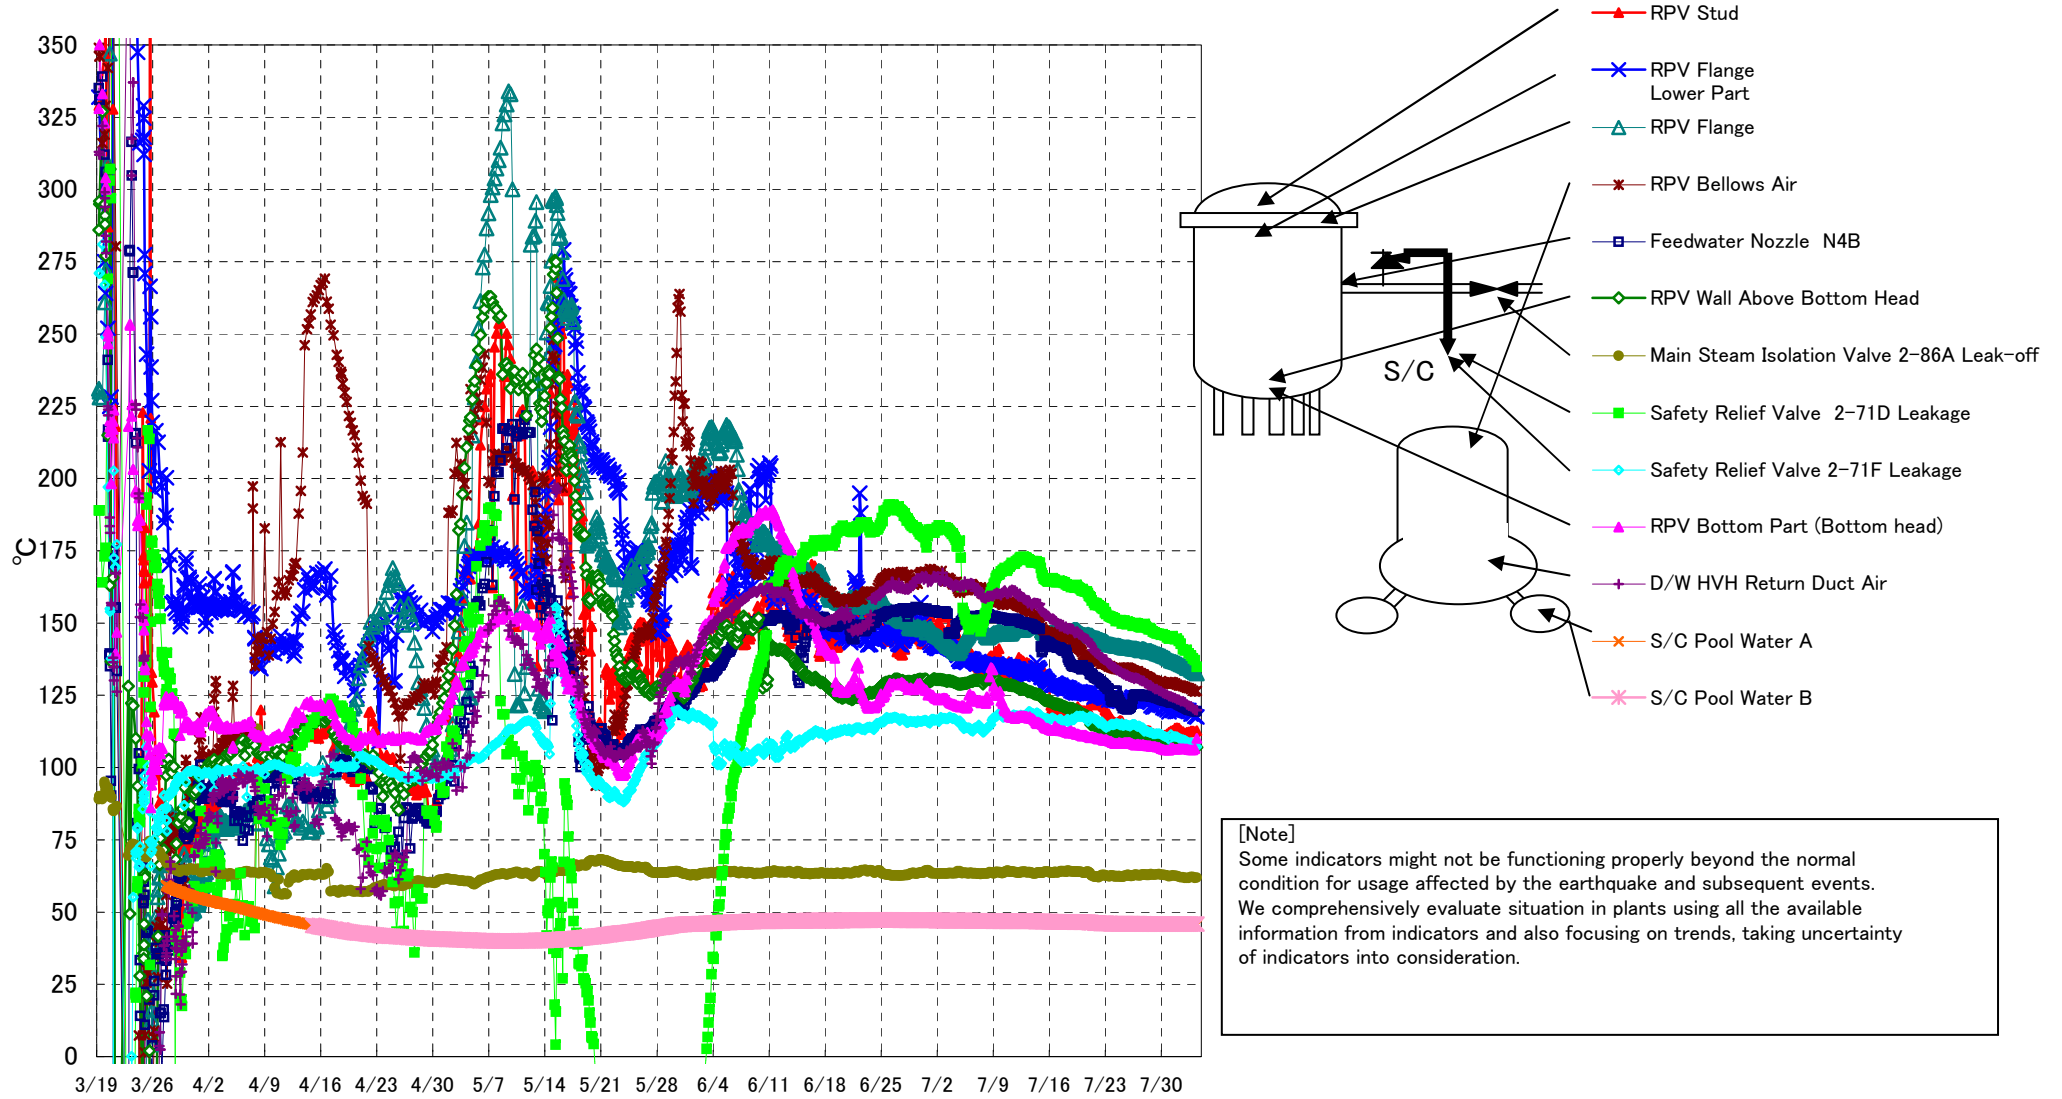 350
325
300
275
250
225
200
175
150
125
100
75
50
25
0
℃
3/19 3/26 4/2 4/9 4/16 4/23 4/30 5/7 5/14 5/21 5/28 6/4 6/11 6/18 6/25 7/2 7/9 7/16 7/23 7/30
RPV Stud
RPV Flange
Lower Part
RPV Flange
RPV Bellows Air
Feedwater Nozzle N4B
RPV Wall Above Bottom Head
Main Steam Isolation Valve 2-86A Leak-off
Safety Relief Valve 2-71D Leakage
Safety Relief Valve 2-71F Leakage
RPV Bottom Part (Bottom head)
D/W HVH Return Duct Air
S/C Pool Water A
S/C Pool Water B
S/C
[Note]
Some indicators might not be functioning properly beyond the normal
condition for usage affected by the earthquake and subsequent events.
We comprehensively evaluate situation in plants using all the available
information from indicators and also focusing on trends, taking uncertainty
of indicators into consideration.